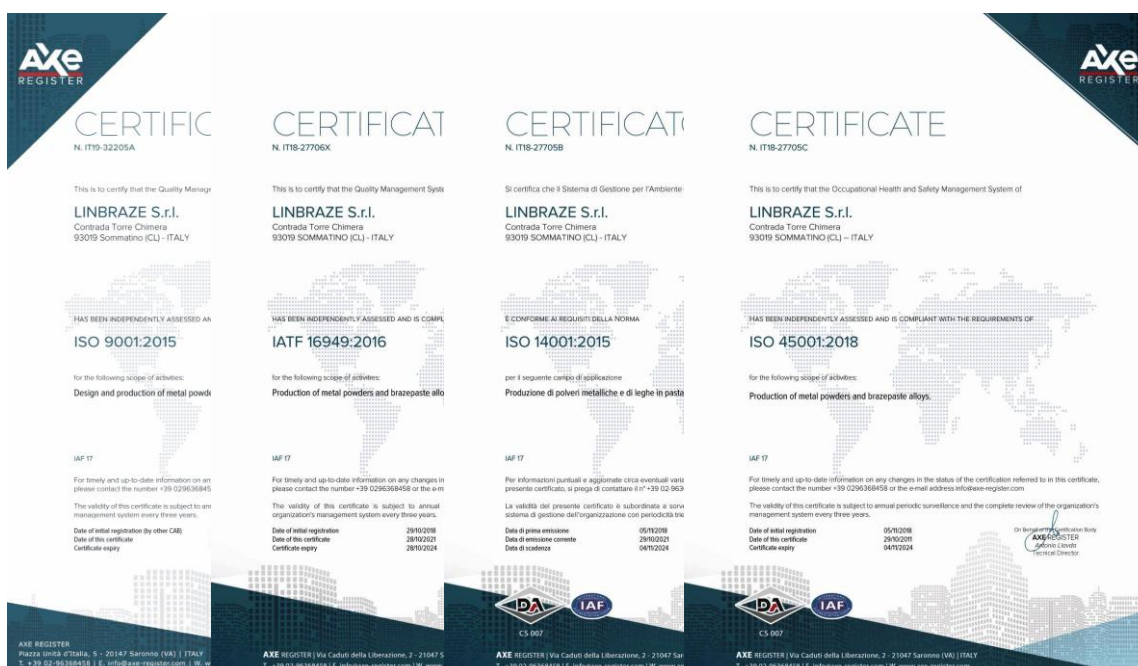 AXe
REGISTER
CERTIFIC
N. IT19-32205A
This is to certify that the Quality Manage
LINBRAZE S.r.l.
Contrada Torre Chimera
93019 Sommatino (CL) - ITALY
HAS BEEN INDEPENDENTLY ASSESSED AN
ISO 9001:2015
for the following scope of activities:
Design and production of metal powde
IAF 17
For timely and up-to-date information on an
please contact the number +39 029636845
The validity of this certificate is subject to an
management system every three years.
Date of initial registration (by other CAB)
Date of this certificate
Certificate expiry
AXE REGISTER
Piazza Unità d'Italia, 5 - 20147 Saronno (VA) | ITALY
T. +39 02-96368458 | E. info@axe-register.com | W. w
CERTIFICAT
N. IT18-27706X
This is to certify that the Quality Management Syste
LINBRAZE S.r.l.
Contrada Torre Chimera
93019 SOMMATINO (CL) - ITALY
HAS BEEN INDEPENDENTLY ASSESSED AND IS COMPL
IATF 16949:2016
for the following scope of activities:
Production of metal powders and brazepaste allo
IAF 17
For timely and up-to-date information on any changes in
please contact the number +39 0296368458 or the e-m
The validity of this certificate is subject to annual
organization's management system every three years.
Date of initial registration 29/10/2018
Date of this certificate 28/10/2021
Certificate expiry 28/10/2024
AXE REGISTER | Via Caduti della Liberazione, 2 - 21047 S
CERTIFICAT
N. IT18-27705B
Si certifica che il Sistema di Gestione per l'Ambiente
LINBRAZE S.r.l.
Contrada Torre Chimera
93019 SOMMATINO (CL) - ITALY
È CONFORME AI REQUISITI DELLA NORMA
ISO 14001:2015
per il seguente campo di applicazione
Produzione di polveri metalliche e di leghe in pasta
IAF 17
Per informazioni puntuali e aggiornate circa eventuali varia
presente certificato, si prega di contattare il n° +39 02-963
La validità del presente certificato è subordinata a sorve
sistema di gestione dell'organizzazione con periodicità trie
Data di prima emissione 05/11/2018
Data di emissione corrente 29/10/2021
Data di scadenza 04/11/2024
IAF
CS 007
AXE REGISTER | Via Caduti della Liberazione, 2 - 21047 Sar
AXe
REGISTER
CERTIFICATE
N. IT18-27705C
This is to certify that the Occupational Health and Safety Management System of
LINBRAZE S.r.l.
Contrada Torre Chimera
93019 SOMMATINO (CL) – ITALY
HAS BEEN INDEPENDENTLY ASSESSED AND IS COMPLIANT WITH THE REQUIREMENTS OF
ISO 45001:2018
for the following scope of activities:
Production of metal powders and brazepaste alloys.
IAF 17
For timely and up-to-date information on any changes in the status of the certification referred to in this certificate,
please contact the number +39 0296368458 or the e-mail address info@axe-register.com
The validity of this certificate is subject to annual periodic surveillance and the complete review of the organization's
management system every three years.
Date of initial registration 05/11/2018
Date of this certificate 29/10/2011
Certificate expiry 04/11/2024
On Behalf of the Certification Body
AXE REGISTER
Tecnical Director
IAF
CS 007
AXE REGISTER | Via Caduti della Liberazione, 2 - 21047 Saronno (VA) | ITALY